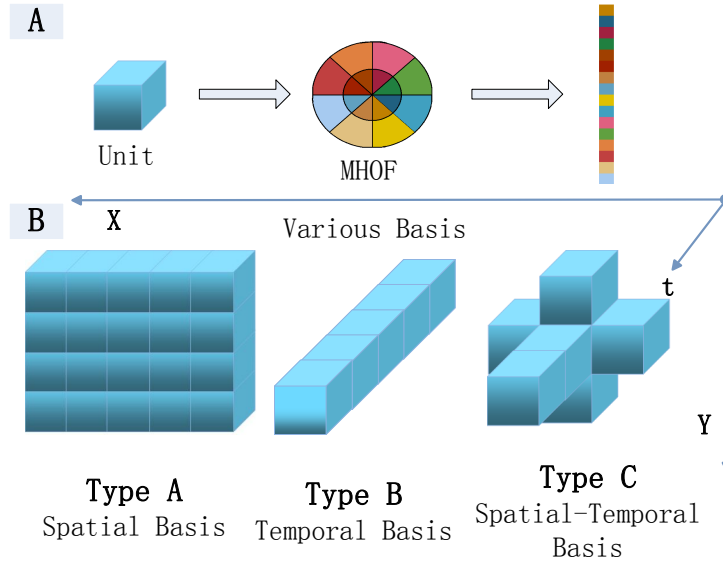 A
Unit
MHOF
B
X
Various Basis
t
Y
Type A
Spatial Basis
Type B
Temporal Basis
Type C
Spatial-Temporal
Basis